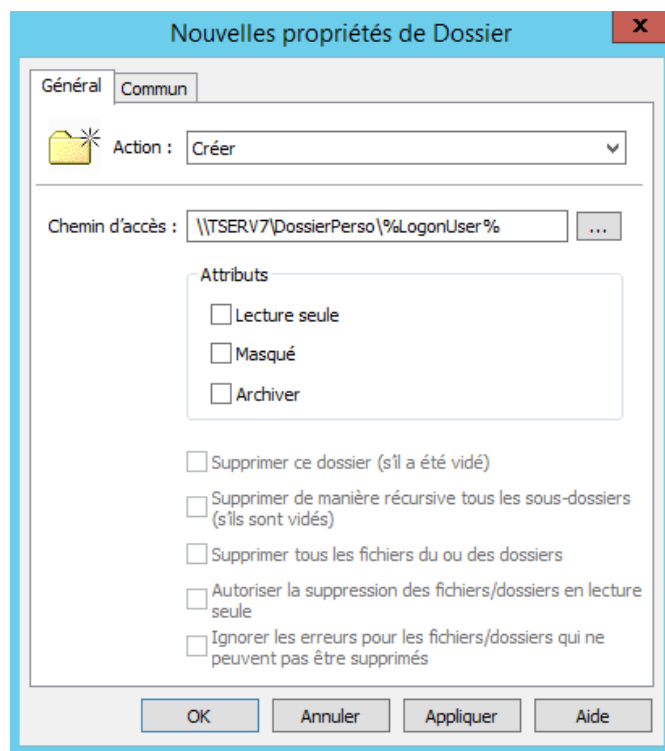 Nouvelles propriétés de Dossier
x
Général
Commun
Action :
Créer
Chemin d'accès :
\\TSERV7\DossierPerso\%LogonUser%
...
Attributs
Lecture seule
Masqué
Archiver
Supprimer ce dossier (s'il a été vidé)
Supprimer de manière récursive tous les sous-dossiers
(s'ils sont vidés)
Supprimer tous les fichiers du ou des dossiers
Autoriser la suppression des fichiers/dossiers en lecture
seule
Ignorer les erreurs pour les fichiers/dossiers qui ne
peuvent pas être supprimés
OK
Annuler
Appliquer
Aide